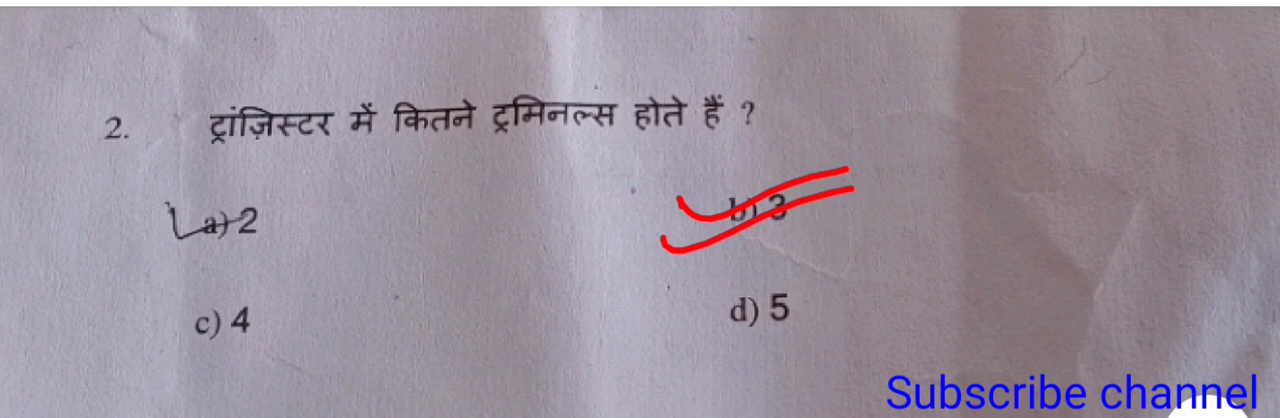 2. ट्रांज़िस्टर में कितने ट्रमिनल्स होते हैं ?
a) 2
b) 3
c) 4
d) 5
Subscribe channel